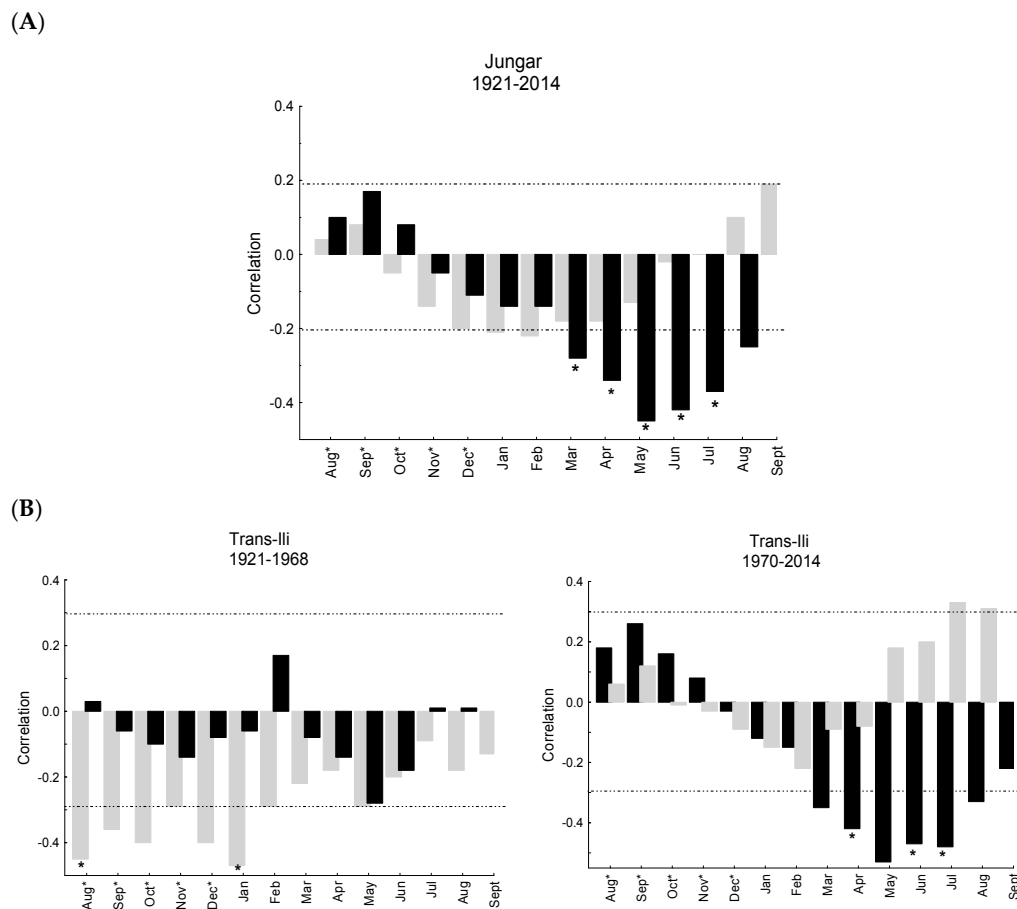 (A)
Jungar
1921-2014
0.4
0.2
0.0
-0.2
-0.4
Correlation
*
*
*
*
*
Aug*
Sep*
Oct*
Nov*
Dec*
Jan
Feb
Mar
Apr
May
Jun
Jul
Aug
Sept
(B)
Trans-Ili
1921-1968
0.4
0.2
0.0
-0.2
-0.4
Correlation
*
*
Aug*
Sep*
Oct*
Nov*
Dec*
Jan
Feb
Mar
Apr
May
Jun
Jul
Aug
Sept
Trans-Ili
1970-2014
0.4
0.2
0.0
-0.2
-0.4
Correlation
*
*
*
Aug*
Sep*
Oct*
Nov*
Dec*
Jan
Feb
Mar
Apr
May
Jun
Jul
Aug
Sept